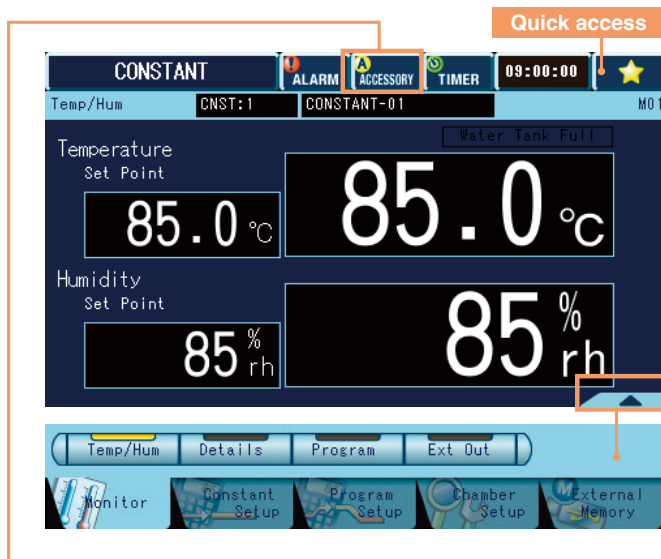 Quick access
CONSTANT ALARM A ACCESSORY TIMER 09:00:00
Temp/Hum CNST:1 CONSTANT-01 M01
Water Tank Full
Temperature
Set Point
85.0 ℃ 85.0 ℃
Humidity
Set Point
85 % rh 85 % rh
Temp/Hum Details Program Ext Out
Monitor Constant Setup Program Setup Chamber Setup M External Memory